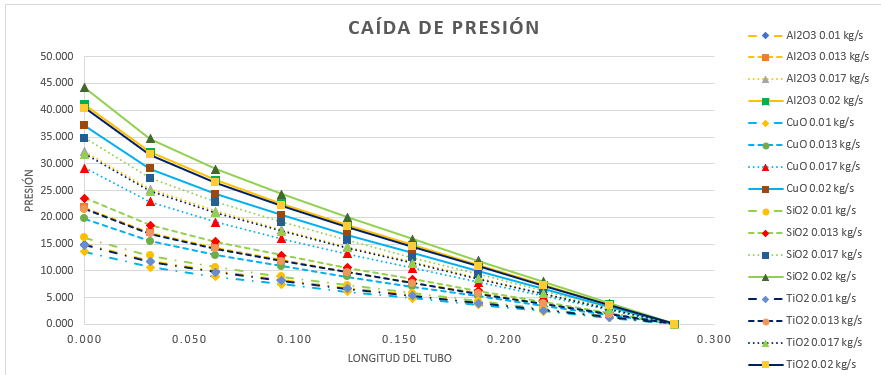 CAÍDA DE PRESIÓN
50.000
45.000
40.000
35.000
30.000
25.000
20.000
15.000
10.000
5.000
0.000
PRESIÓN
0.000
0.050
0.100
0.150
0.200
0.250
0.300
LONGITUD DEL TUBO
Al2O3 0.01 kg/s
Al2O3 0.013 kg/s
Al2O3 0.017 kg/s
Al2O3 0.02 kg/s
CuO 0.01 kg/s
CuO 0.013 kg/s
CuO 0.017 kg/s
CuO 0.02 kg/s
SiO2 0.01 kg/s
SiO2 0.013 kg/s
SiO2 0.017 kg/s
SiO2 0.02 kg/s
TiO2 0.01 kg/s
TiO2 0.013 kg/s
TiO2 0.017 kg/s
TiO2 0.02 kg/s